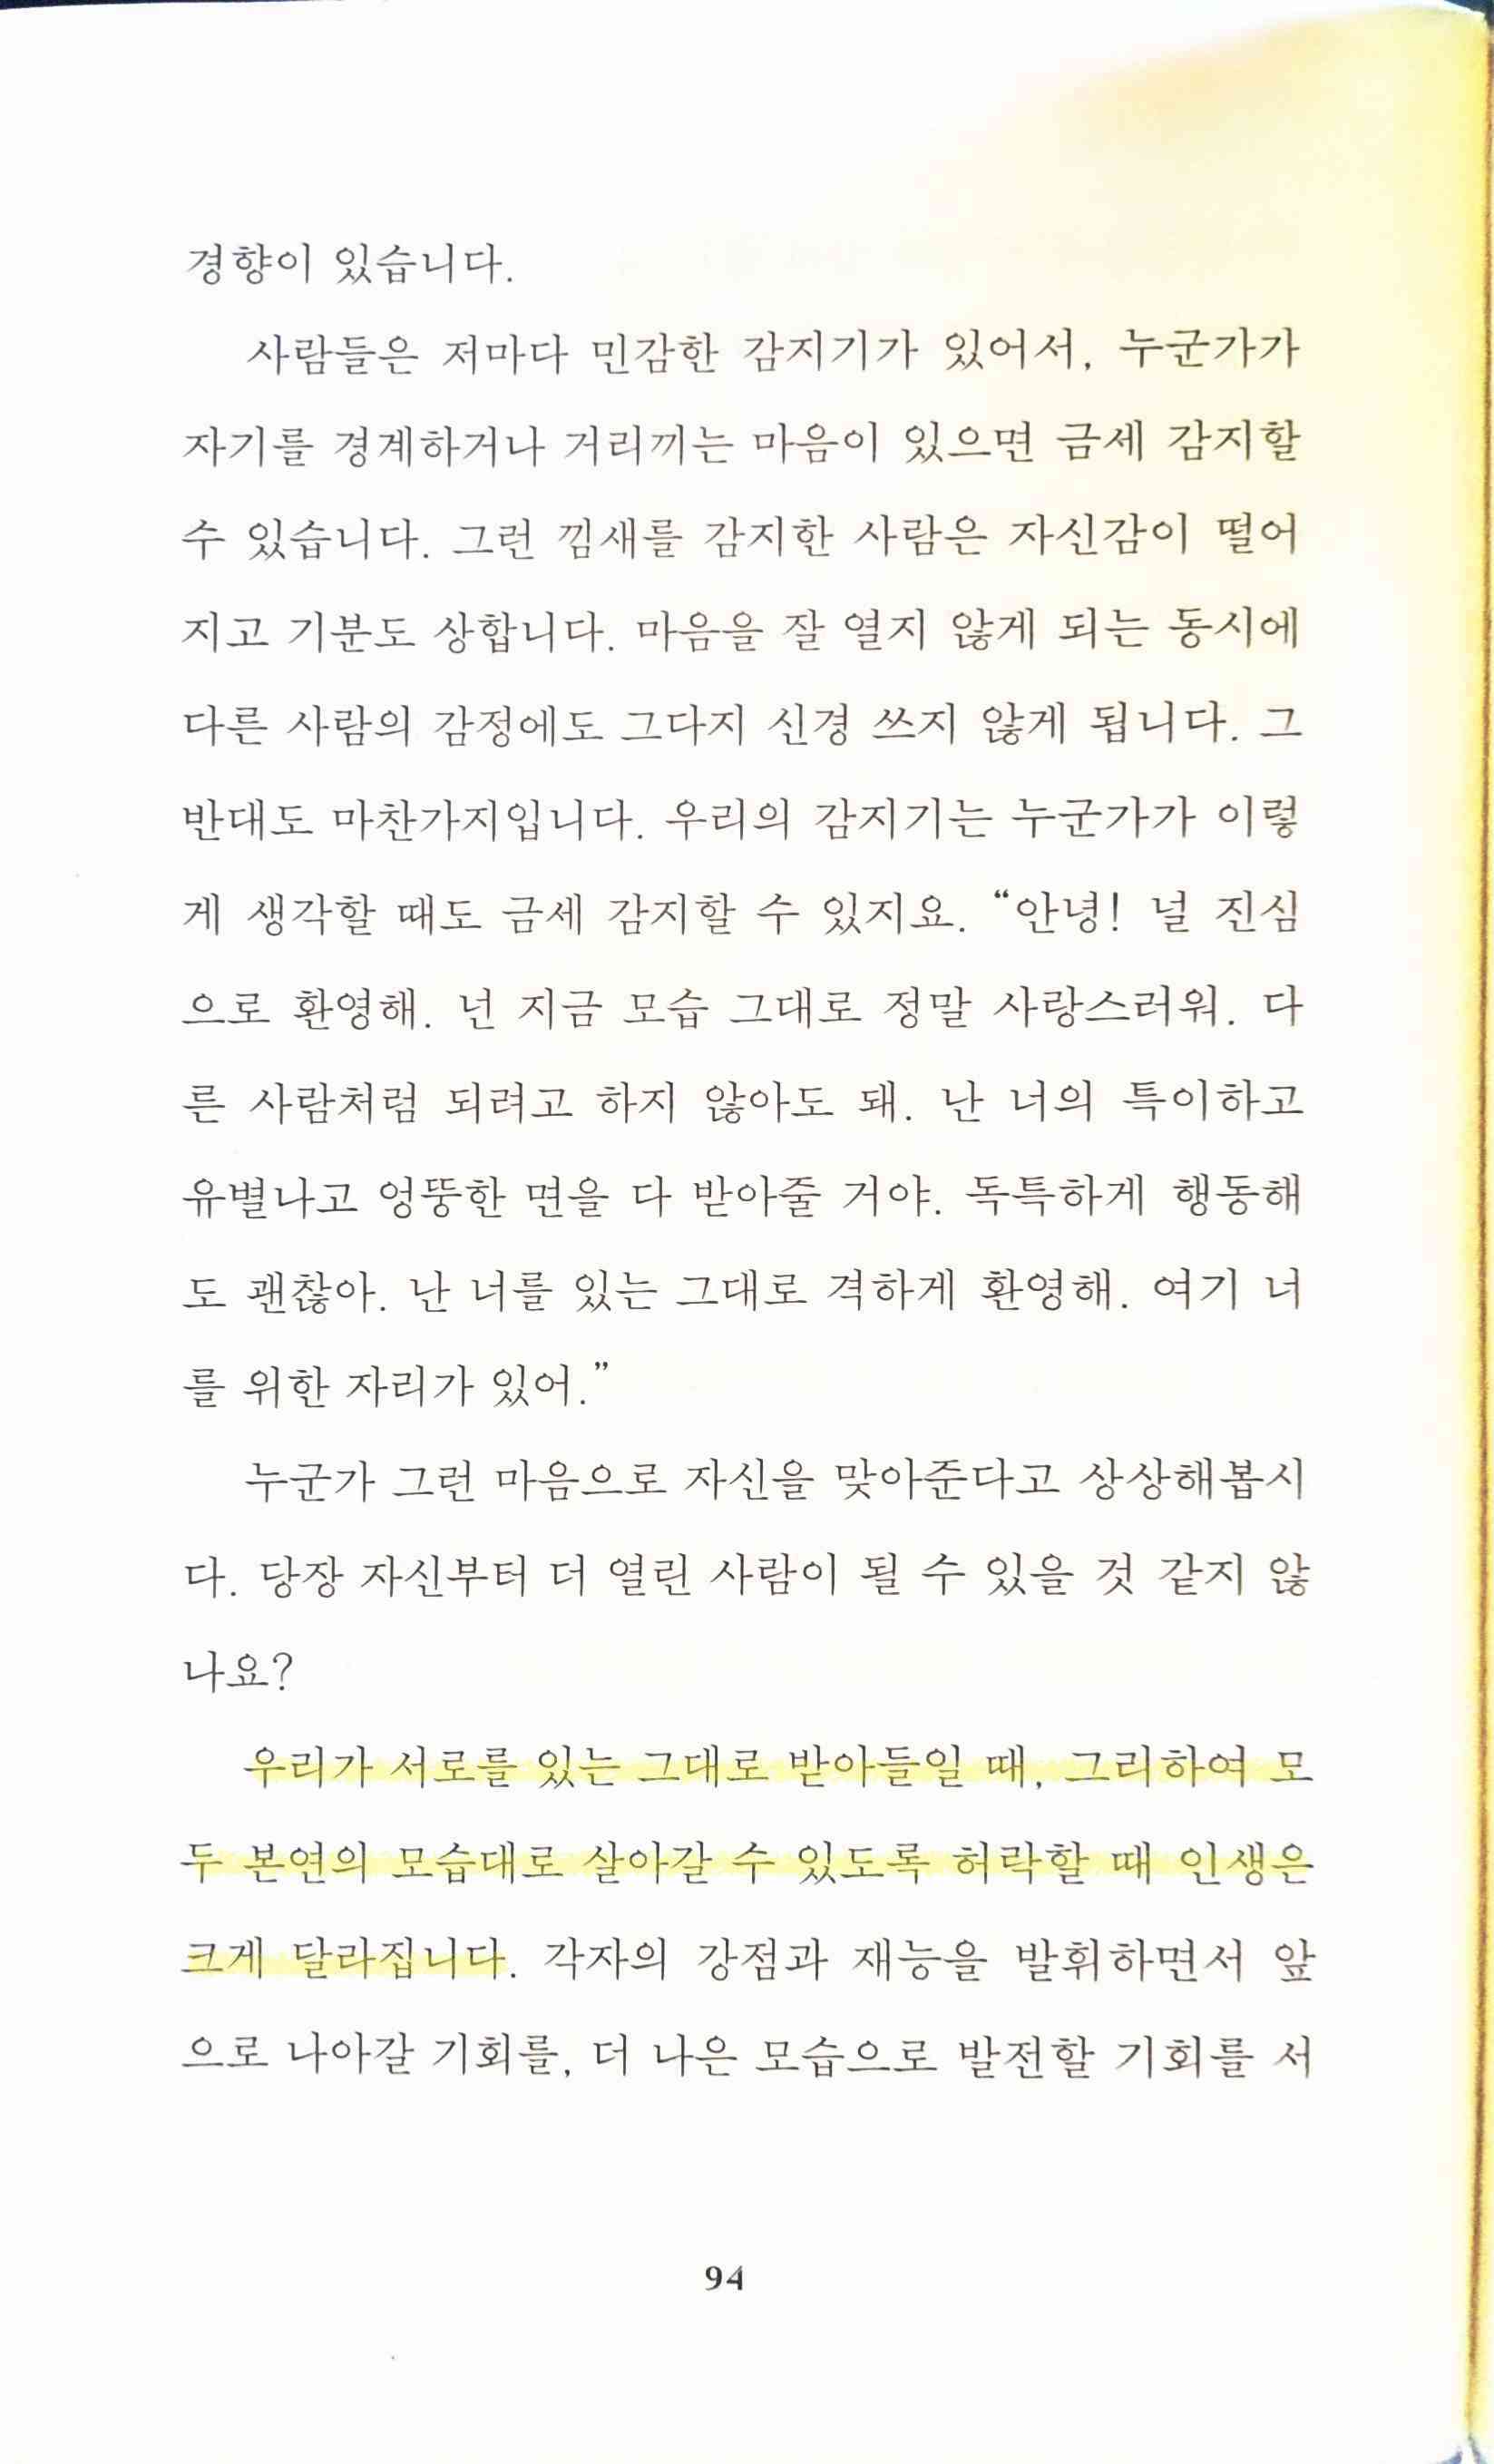 경향이 있습니다.
사람들은 저마다 민감한 감지기가 있어서, 누군가가
자기를 경계하거나 거리끼는 마음이 있으면 금세 감지할
수 있습니다. 그런 낌새를 감지한 사람은 자신감이 떨어
지고 기분도 상합니다. 마음을 잘 열지 않게 되는 동시에
다른 사람의 감정에도 그다지 신경 쓰지 않게 됩니다. 그
반대도 마찬가지입니다. 우리의 감지기는 누군가가 이렇
게 생각할 때도 금세 감지할 수 있지요. “안녕! 널 진심
으로 환영해. 넌 지금 모습 그대로 정말 사랑스러워. 다
른 사람처럼 되려고 하지 않아도 돼. 난 너의 특이하고
유별나고 엉뚱한 면을 다 받아줄 거야. 독특하게 행동해
도 괜찮아. 난 너를 있는 그대로 격하게 환영해. 여기 너
를 위한 자리가 있어.”
누군가 그런 마음으로 자신을 맞아준다고 상상해봅시
다. 당장 자신부터 더 열린 사람이 될 수 있을 것 같지 않
나요?
우리가 서로를 있는 그대로 받아들일 때, 그리하여 모
두 본연의 모습대로 살아갈 수 있도록 허락할 때 인생은
크게 달라집니다. 각자의 강점과 재능을 발휘하면서 앞
으로 나아갈 기회를, 더 나은 모습으로 발전할 기회를 서
94